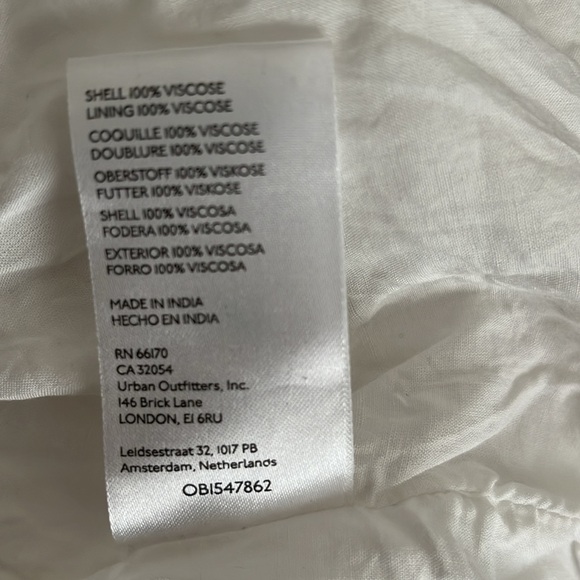 SHELL 100% VISCOSE
LINING 100% VISCOSE
COQUILLE 100% VISCOSE
DOUBLURE 100% VISCOSE
OBERSTOFF 100% VISKOSE
FUTTER 100% VISKOSE
SHELL 100% VISCOSA
FODERA 100% VISCOSA
EXTERIOR 100% VISCOSA
FORRO 100% VISCOSA
MADE IN INDIA
HECHO EN INDIA
RN 66170
CA 32054
Urban Outfitters, Inc.
146 Brick Lane
LONDON, E1 6RU
Leidsestraat 32, 1017 PB
Amsterdam, Netherlands
OB1547862